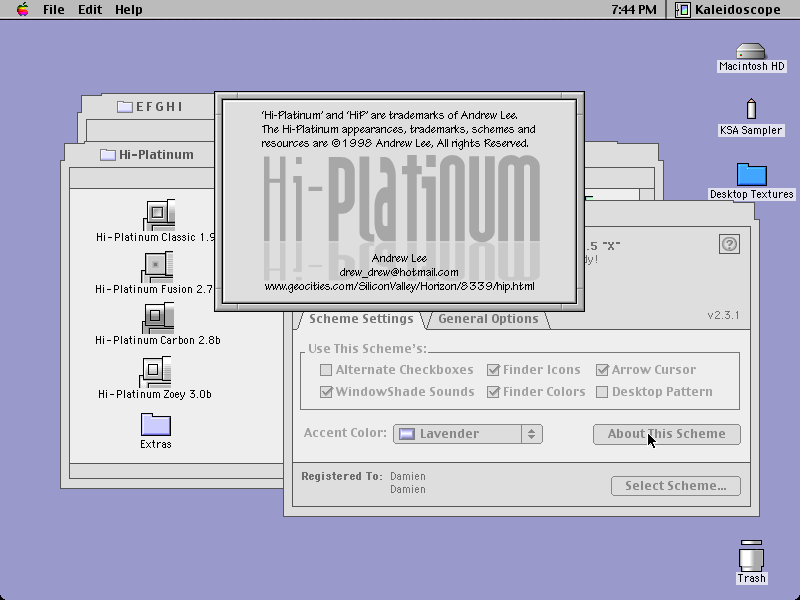 File Edit Help
7:44 PM
Kaleidoscope
Macintosh HD
KSA Sampler
Desktop Textures
Trash
E F G H I
Hi-Platinum
Hi-Platinum Classic 1.9
Hi-Platinum Fusion 2.7
Hi-Platinum Carbon 2.8b
Hi-Platinum Zoey 3.0b
Extras
'Hi-Platinum' and 'HiP' are trademarks of Andrew Lee.
The Hi-Platinum appearances, trademarks, schemes and
resources are ©1998 Andrew Lee, All rights Reserved.
Hi-Platinum
Andrew Lee
drew_drew@hotmail.com
www.geocities.com/SiliconValley/Horizon/8339/hip.html
.5 "X"
dy!
v2.3.1
Scheme Settings
General Options
Use This Scheme's:
Alternate Checkboxes
Finder Icons
Arrow Cursor
WindowShade Sounds
Finder Colors
Desktop Pattern
Accent Color:
Lavender
About This Scheme
Registered To: Damien
Damien
Select Scheme...